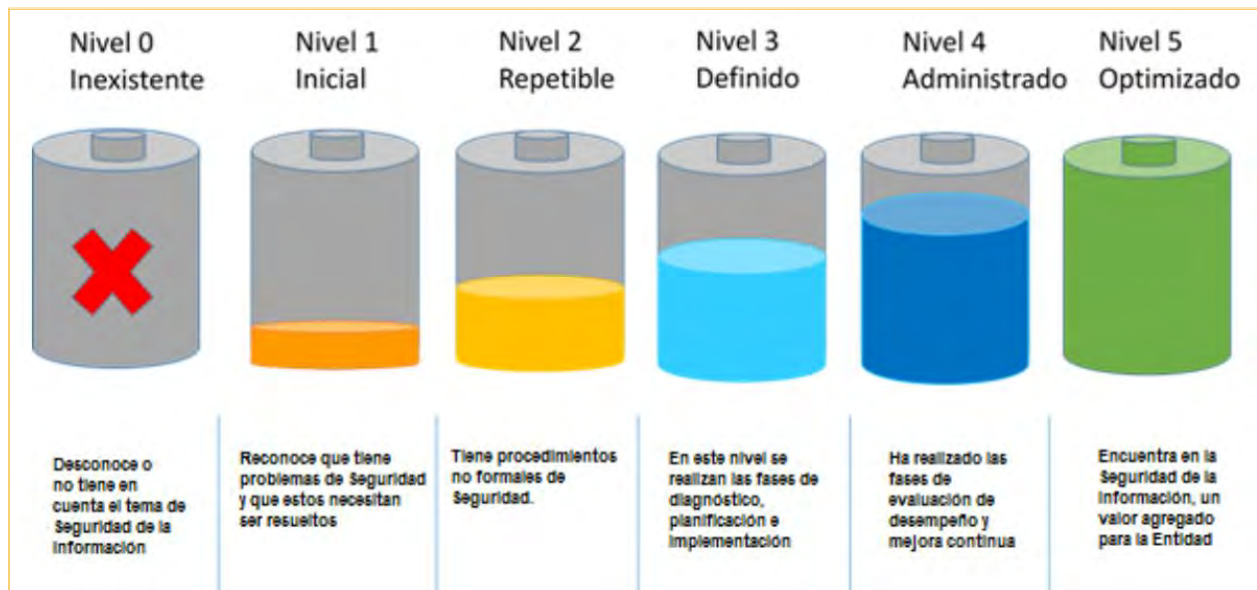 Nivel 0
Inexistente
Nivel 1
Inicial
Nivel 2
Repetible
Nivel 3
Definido
Nivel 4
Administrado
Nivel 5
Optimizado
Desconoce o
no tiene en
cuenta el tema de
Seguridad de la
Información
Reconoce que tiene
problemas de Seguridad
y que estos necesitan
ser resueltos
Tiene procedimientos
no formales de
Seguridad.
En este nivel se
realizan las fases de
diagnóstico,
planificación e
implementación
Ha realizado las
fases de
evaluación de
desempeño y
mejora continua
Encuentra en la
Seguridad de la
Información, un
valor agregado
para la Entidad